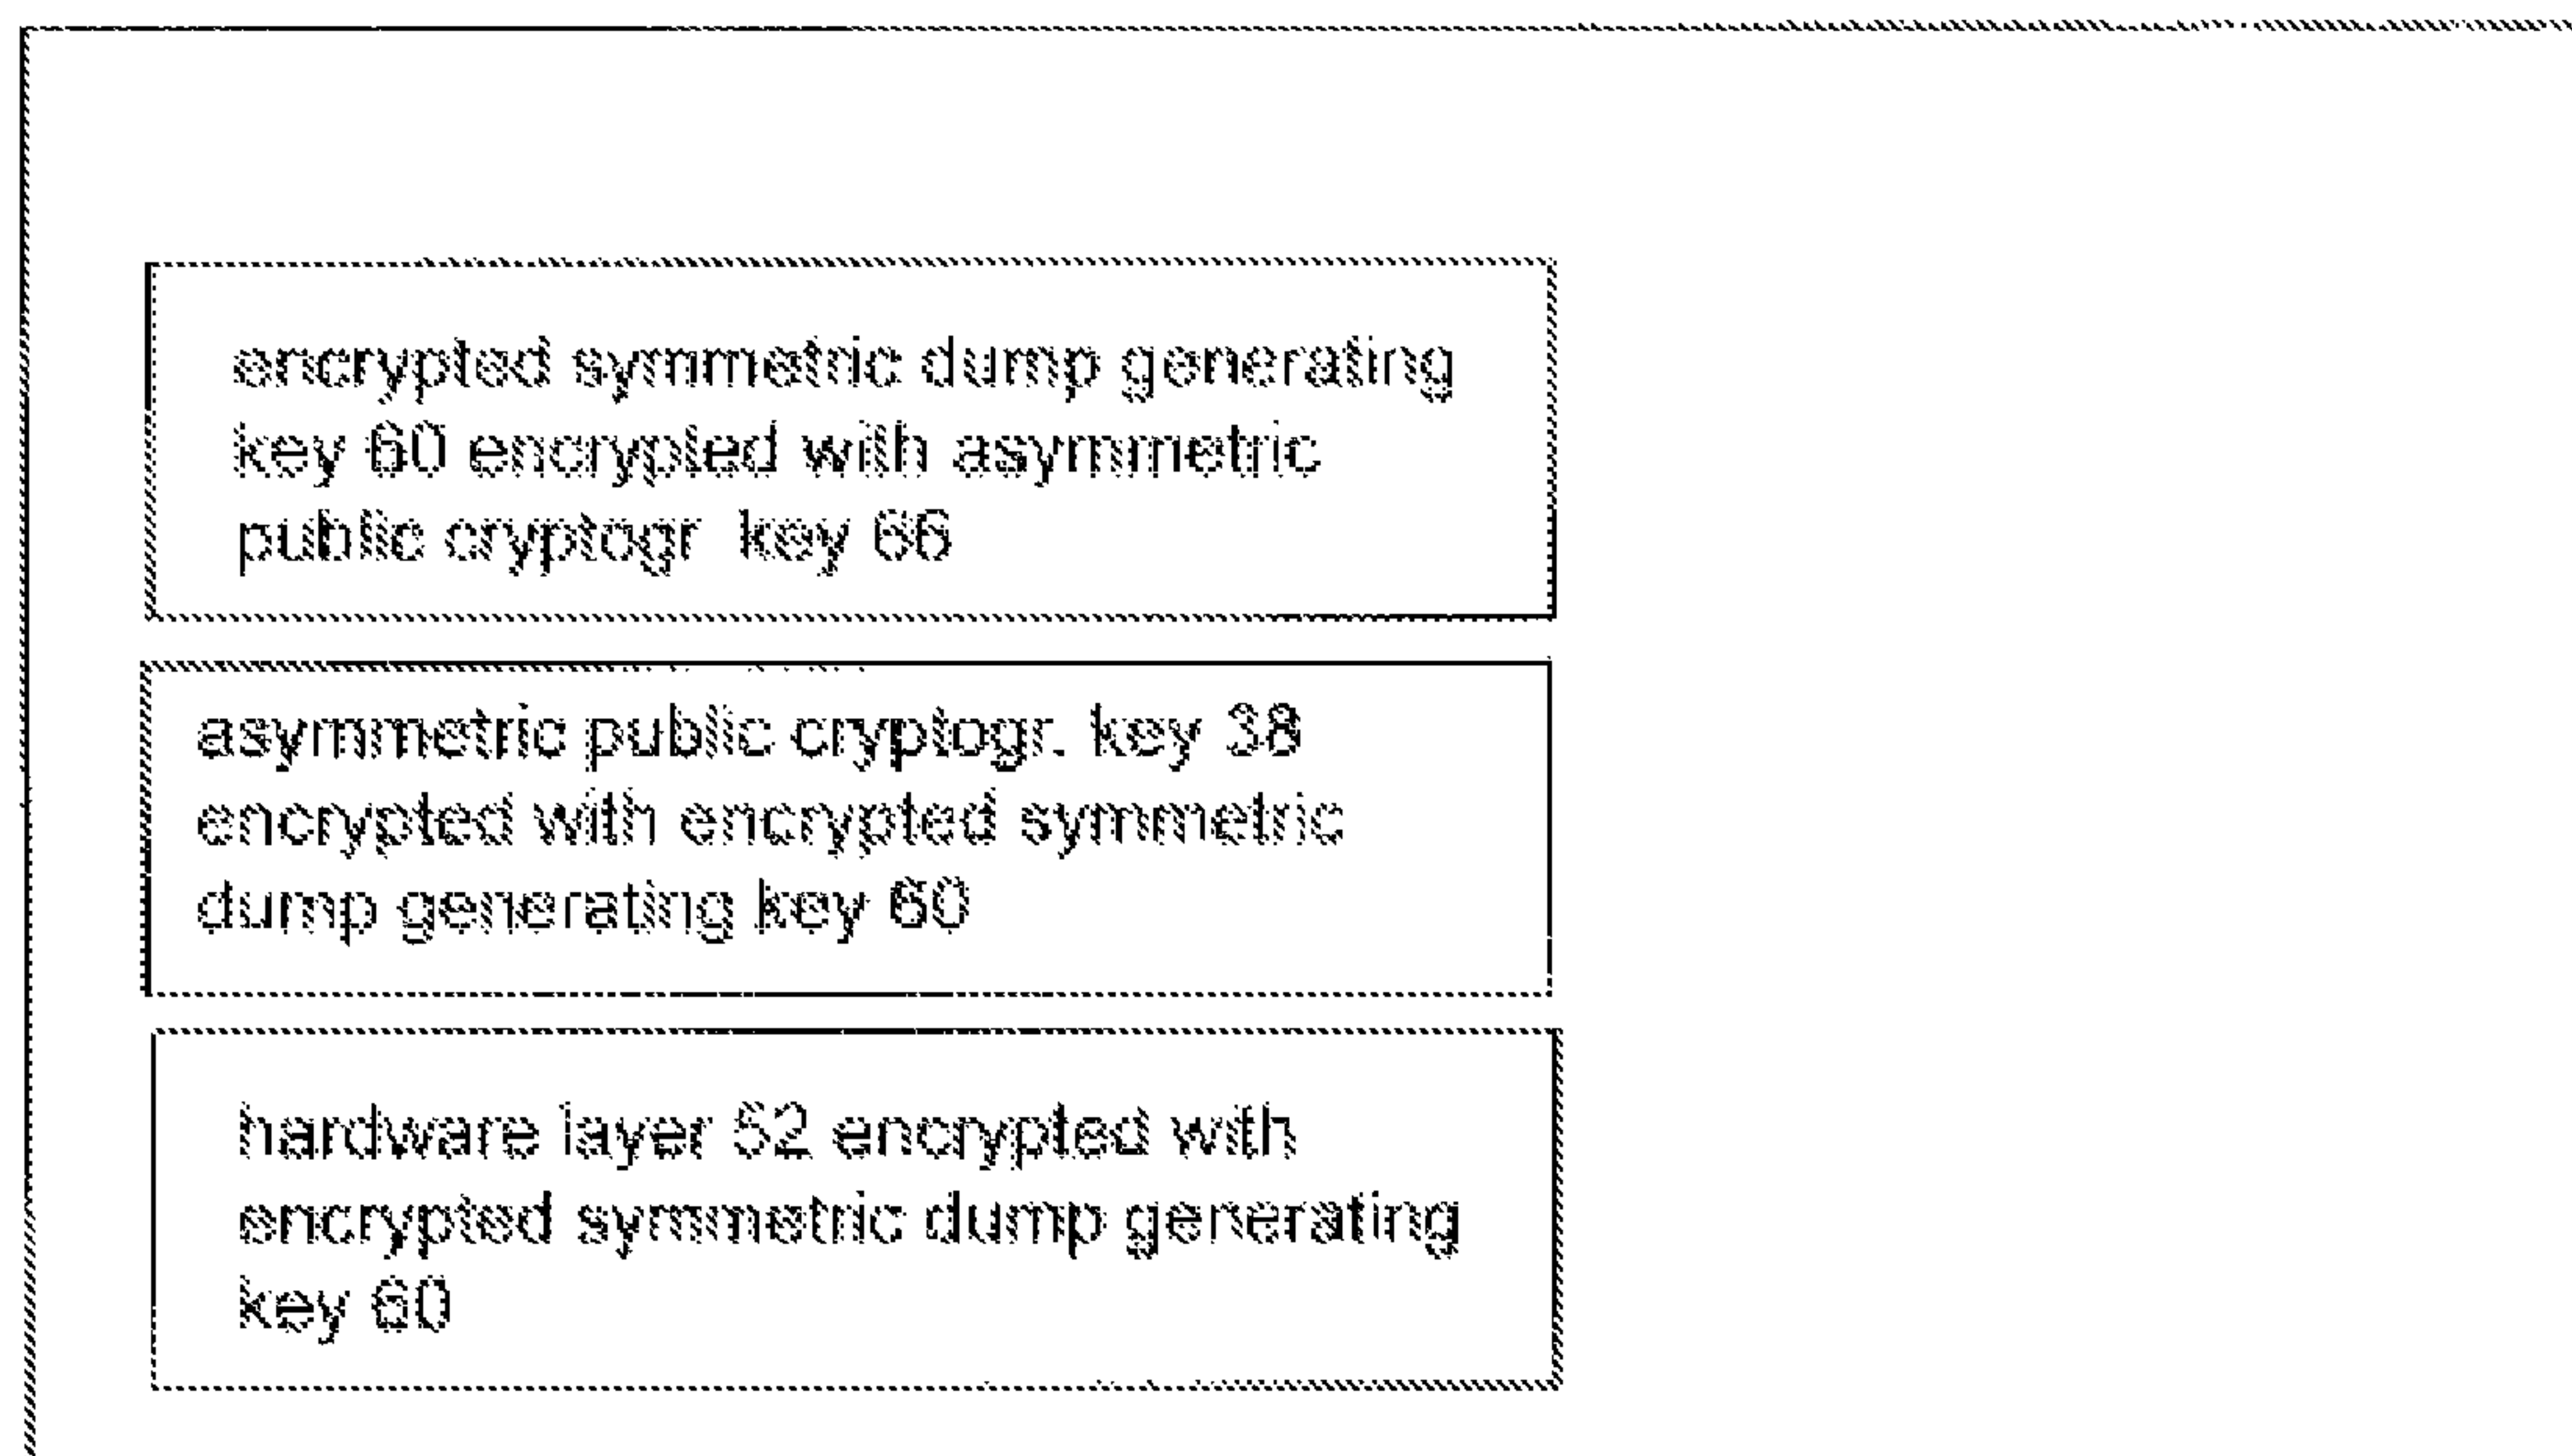 encrypted symmetric dump generating
key 60 encrypted with asymmetric
public cryptogr key 66
asymmetric public cryptogr. key 38
encrypted with encrypted symmetric
dump generating key 60
hardware layer 52 encrypted with
encrypted symmetric dump generating
key 60